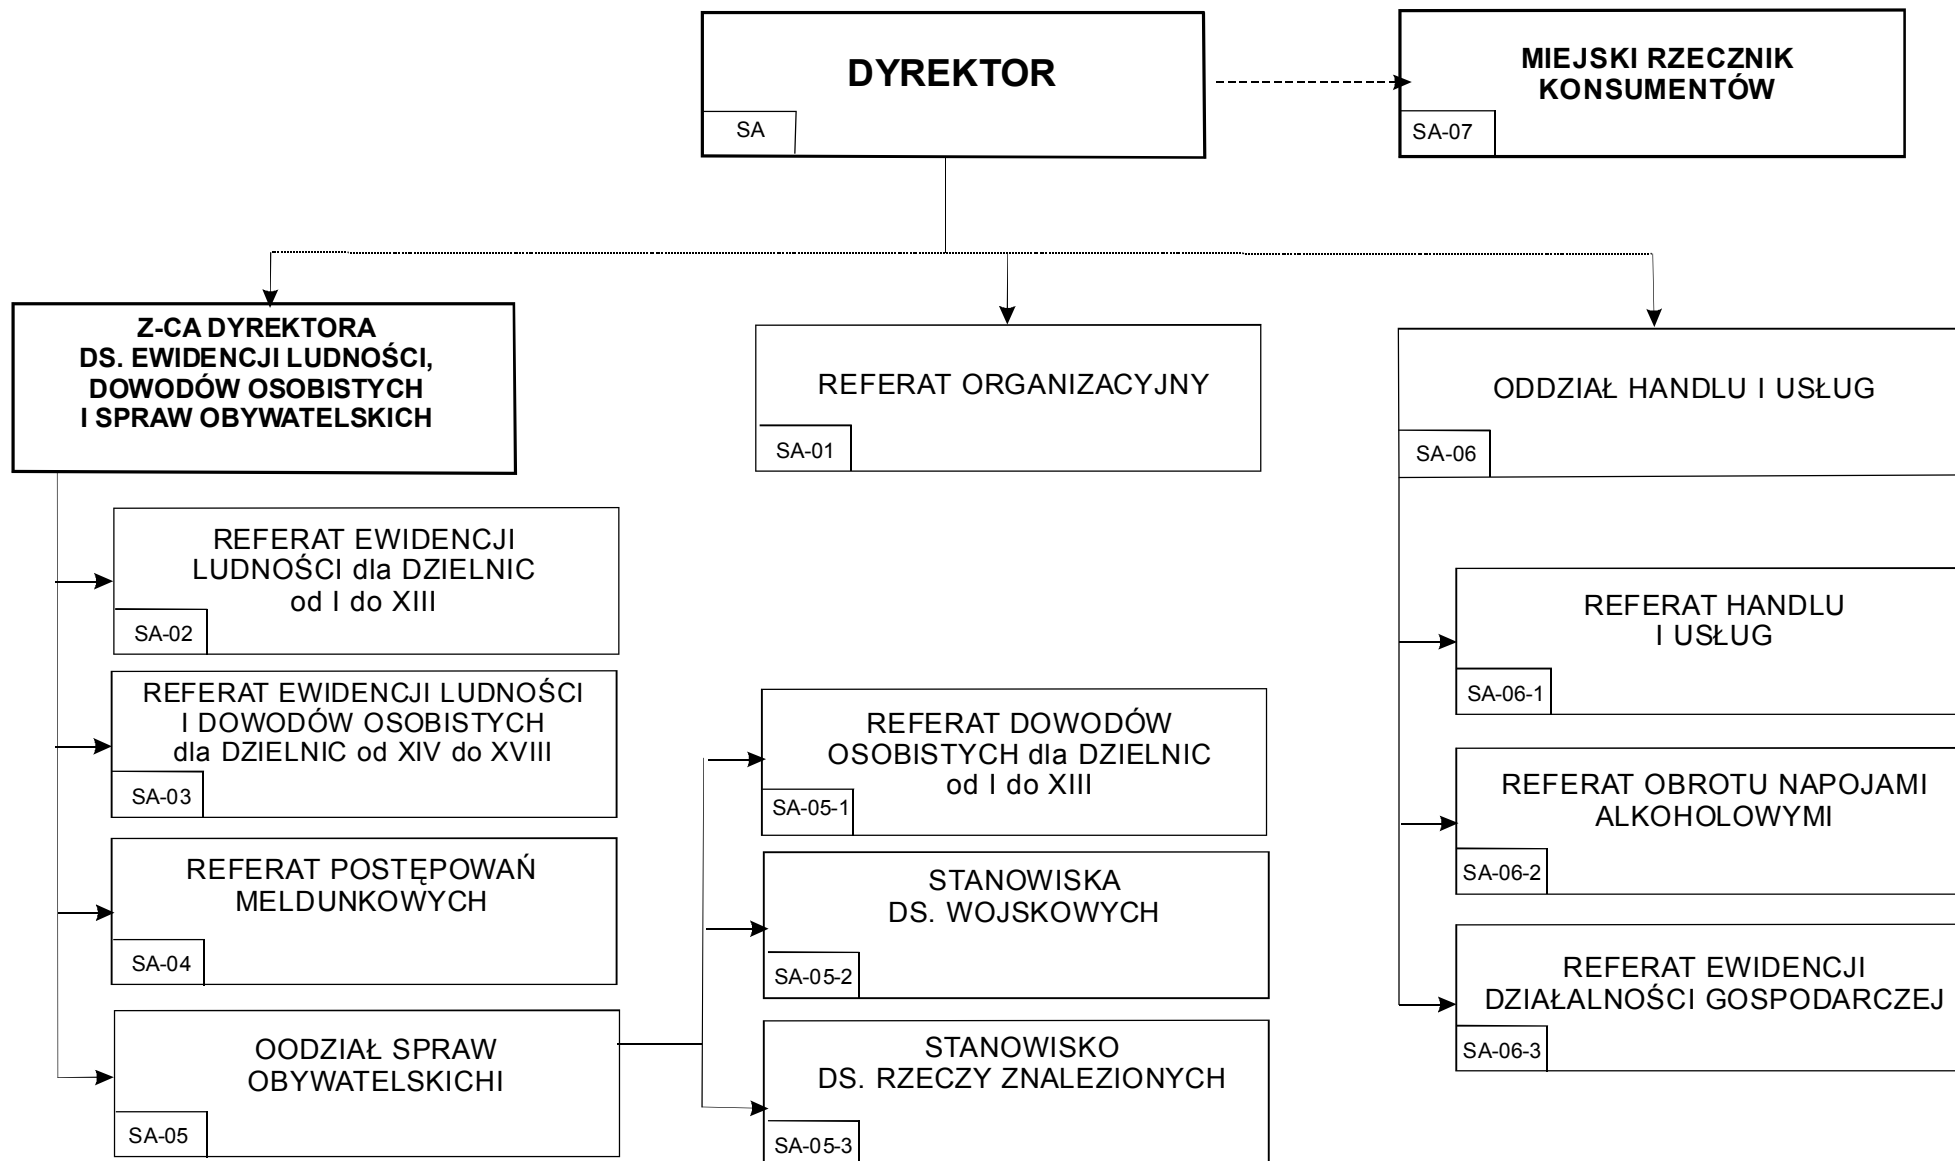 DYREKTOR
SA
MIEJSKI RZECZNIK
KONSUMENTÓW
SA-07
Z-CA DYREKTORA
DS. EWIDENCJI LUDNOŚCI,
DOWODÓW OSOBISTYCH
I SPRAW OBYWATELSKICH
REFERAT ORGANIZACYJNY
SA-01
ODDZIAŁ HANDLU I USŁUG
SA-06
REFERAT EWIDENCJI
LUDNOŚCI dla DZIELNIC
od I do XIII
SA-02
REFERAT EWIDENCJI LUDNOŚCI
I DOWODÓW OSOBISTYCH
dla DZIELNIC od XIV do XVIII
SA-03
REFERAT POSTĘPOWAŃ
MELDUNKOWYCH
SA-04
OODZIAŁ SPRAW
OBYWATELSKICHI
SA-05
REFERAT DOWODÓW
OSOBISTYCH dla DZIELNIC
od I do XIII
SA-05-1
STANOWISKA
DS. WOJSKOWYCH
SA-05-2
STANOWISKO
DS. RZECZY ZNALEZIONYCH
SA-05-3
REFERAT HANDLU
I USŁUG
SA-06-1
REFERAT OBROTU NAPOJAMI
ALKOHOLOWYMI
SA-06-2
REFERAT EWIDENCJI
DZIAŁALNOŚCI GOSPODARCZEJ
SA-06-3